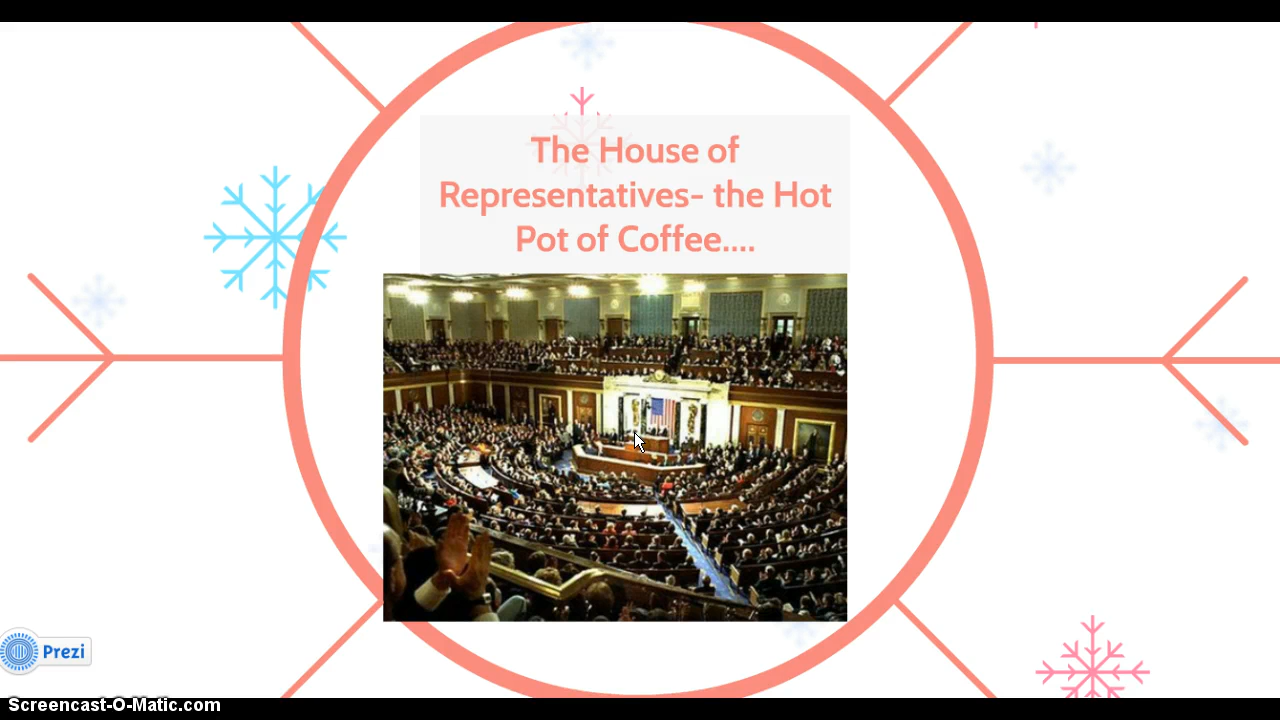 The House of
Representatives- the Hot
Pot of Coffee....
Prezi
Screencast-O-Matic.com